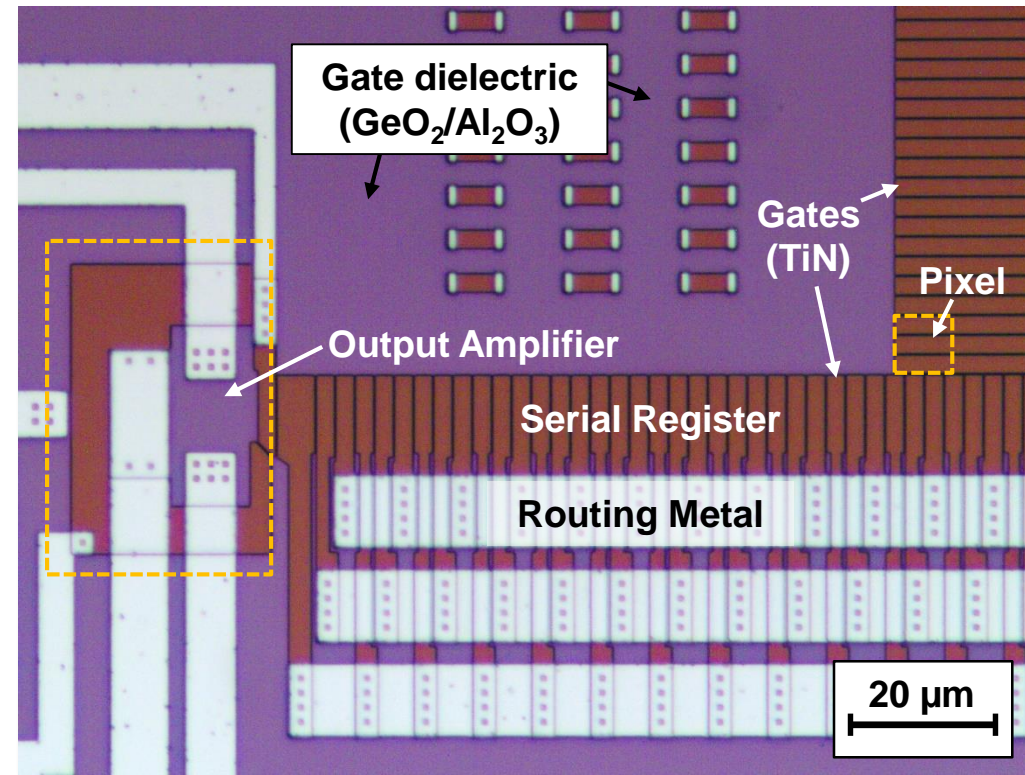 Gate dielectric
(GeO₂/Al₂O₃)
Gates
(TiN)
Pixel
Output Amplifier
Serial Register
Routing Metal
20 µm